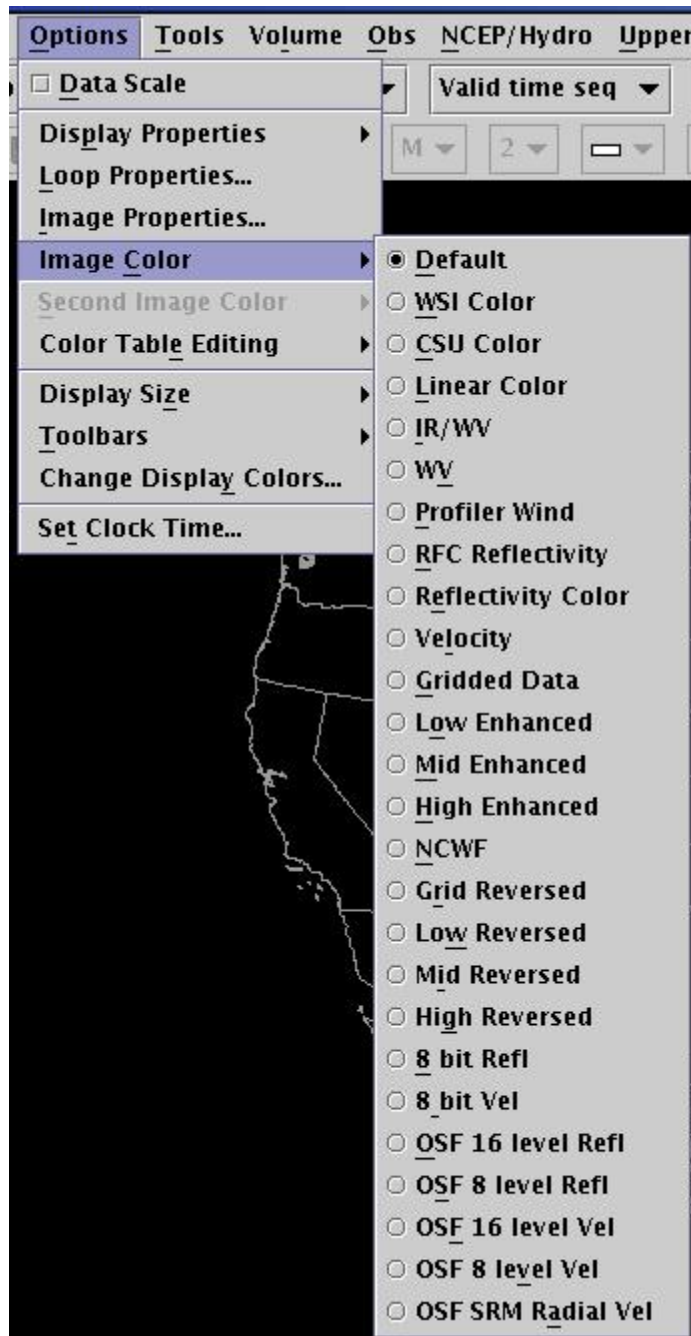 Options Tools Volume Obs NCEP/Hydro Upper
Data Scale
Valid time seq
Display Properties
M 2
Loop Properties...
Image Properties...
Image Color
Second Image Color
Color Table Editing
Display Size
Toolbars
Change Display Colors...
Set Clock Time...
Default
WSI Color
CSU Color
Linear Color
IR/WV
WV
Profiler Wind
RFC Reflectivity
Reflectivity Color
Velocity
Gridded Data
Low Enhanced
Mid Enhanced
High Enhanced
NCWF
Grid Reversed
Low Reversed
Mid Reversed
High Reversed
8 bit Refl
8 bit Vel
OSF 16 level Refl
OSF 8 level Refl
OSF 16 level Vel
OSF 8 level Vel
OSF SRM Radial Vel